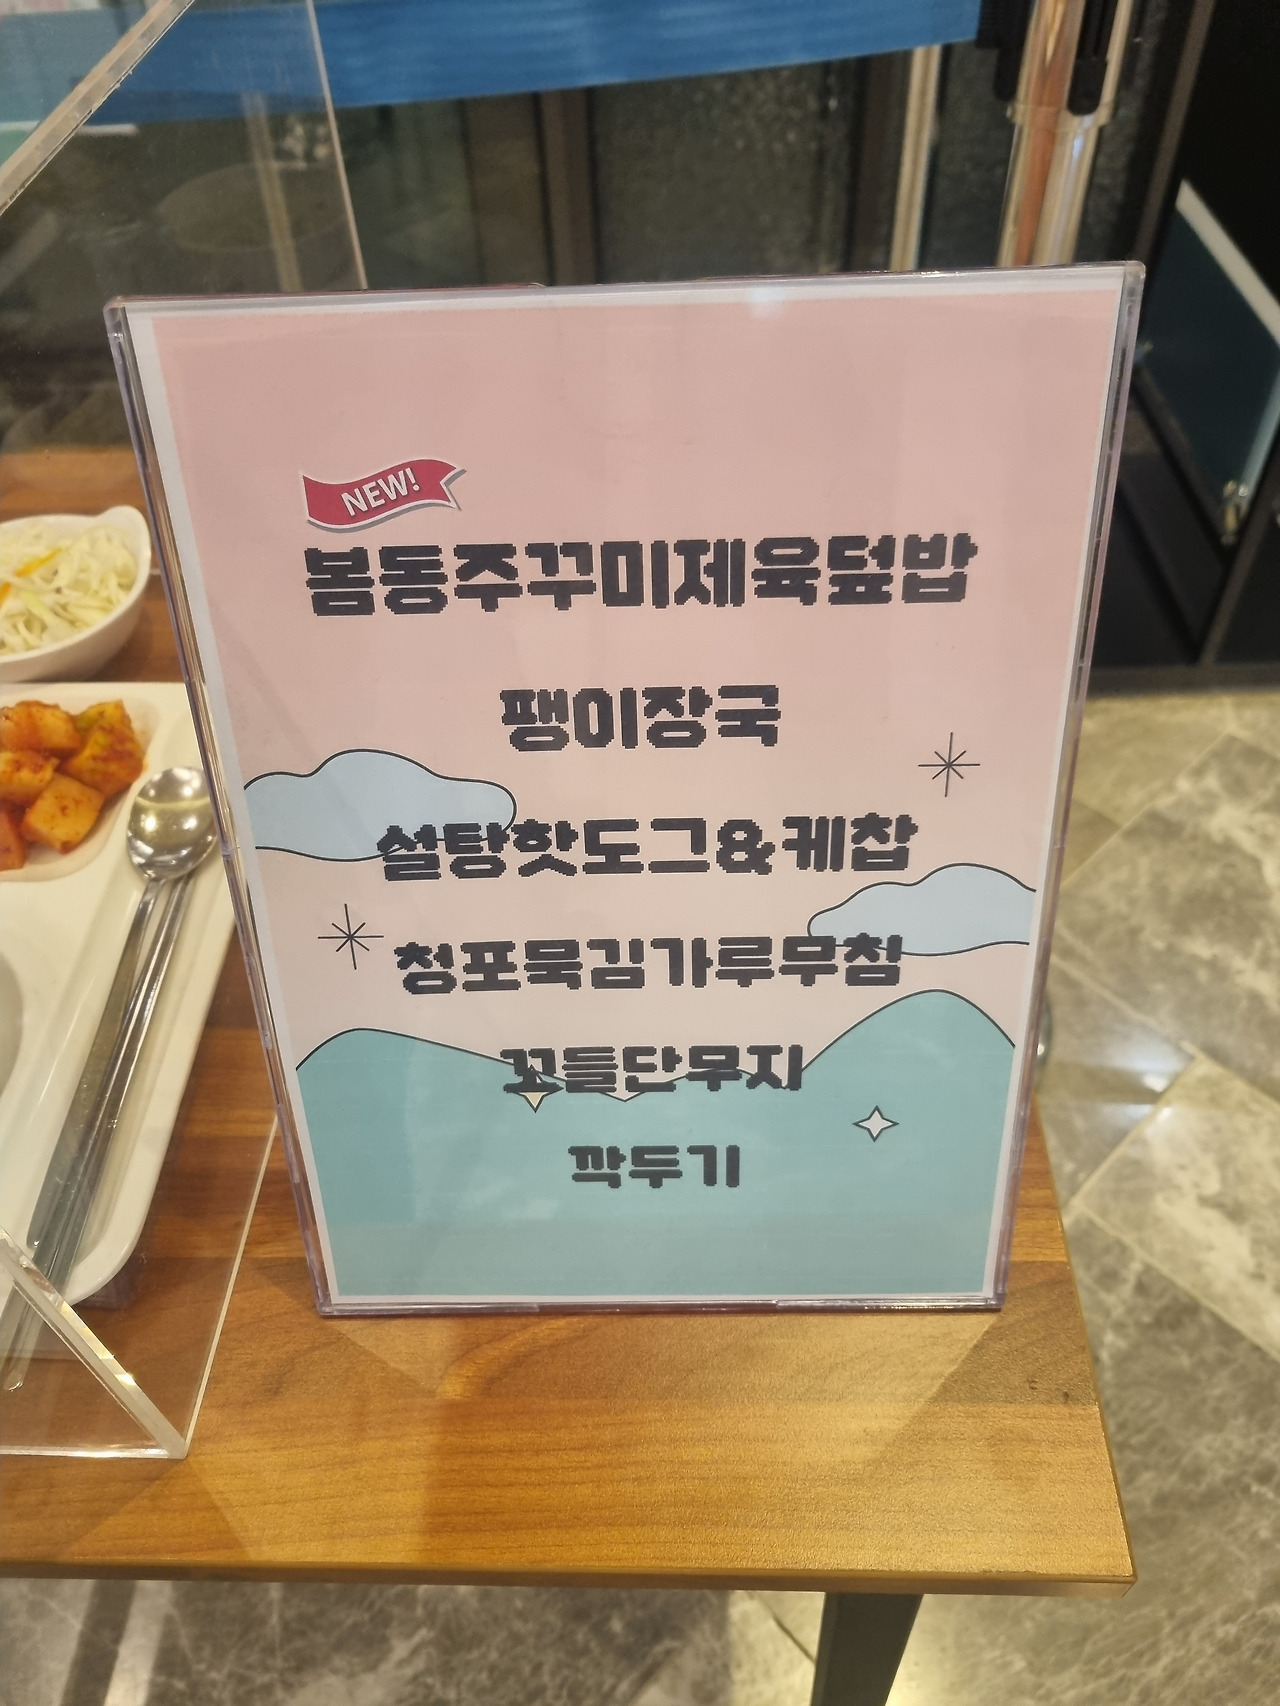 NEW!
봄동주꾸미제육덮밥
팽이장국
설탕핫도그&케찹
청포묵김가루무침
꼬들단무지
깍두기